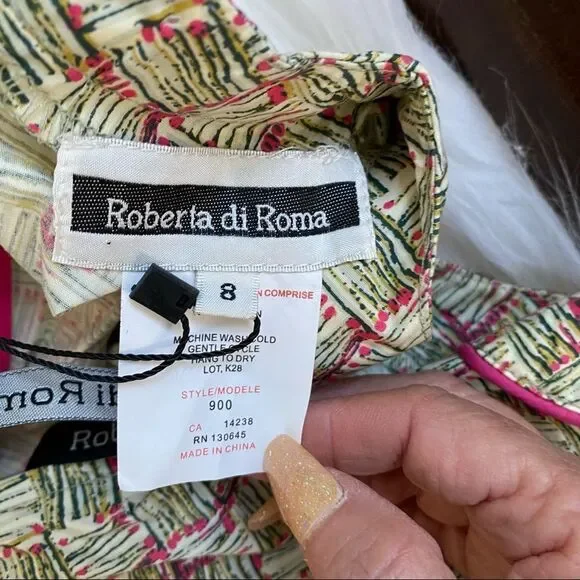 Roberta di Roma
8
N COMPRISE
N
MACHINE WASH COLD
GENTLE CYCLE
HANG TO DRY
LOT, K28
STYLE/MODELE
900
CA 14238
RN 130645
MADE IN CHINA
di Rom
Rob